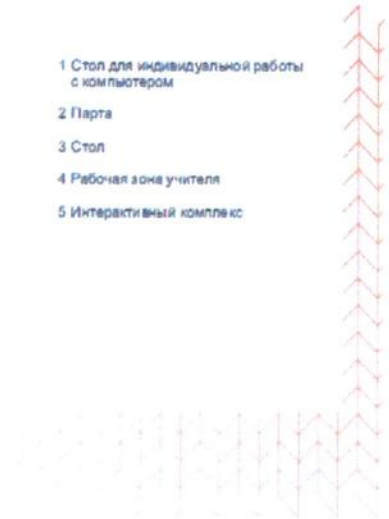 1 Стол для индивидуальной работы
с компьютером
2 Парта
3 Стол
4 Рабочая зона учителя
5 Интерактивный комплекс